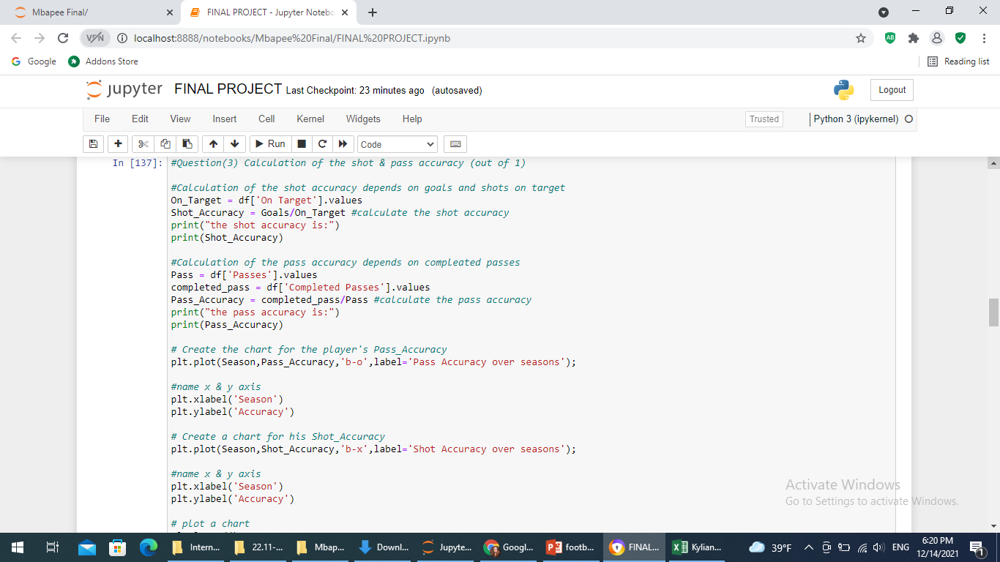 Mbapee Final/
FINAL PROJECT - Jupyter Notebo
VPN
localhost:8888/notebooks/Mbapee%20Final/FINAL%20PROJECT.ipynb
Google
Addons Store
Reading list
jupyter FINAL PROJECT Last Checkpoint: 23 minutes ago (autosaved)
Logout
File Edit View Insert Cell Kernel Widgets Help
Trusted
Python 3 (ipykernel)
Run
Code
In [137]: #Question(3) Calculation of the shot & pass accuracy (out of 1)
#Calculation of the shot accuracy depends on goals and shots on target
On_Target = df['On Target'].values
Shot_Accuracy = Goals/On_Target #calculate the shot accuracy
print("the shot accuracy is:")
print(Shot_Accuracy)
#Calculation of the pass accuracy depends on compleated passes
Pass = df['Passes'].values
completed_pass = df['Completed Passes'].values
Pass_Accuracy = completed_pass/Pass #calculate the pass accuracy
print("the pass accuracy is:")
print(Pass_Accuracy)
# Create the chart for the player's Pass_Accuracy
plt.plot(Season,Pass_Accuracy,'b-o',label='Pass Accuracy over seasons');
#name x & y axis
plt.xlabel('Season')
plt.ylabel('Accuracy')
# Create a chart for his Shot_Accuracy
plt.plot(Season,Shot_Accuracy,'b-x',label='Shot Accuracy over seasons');
#name x & y axis
plt.xlabel('Season')
plt.ylabel('Accuracy')
# plot a chart
Activate Windows
Go to Settings to activate Windows.
Intern... 22.11-... Mbap... Downl... Jupyte... Googl... footb... FINAL... Kylian...
39°F
ENG
6:20 PM
12/14/2021